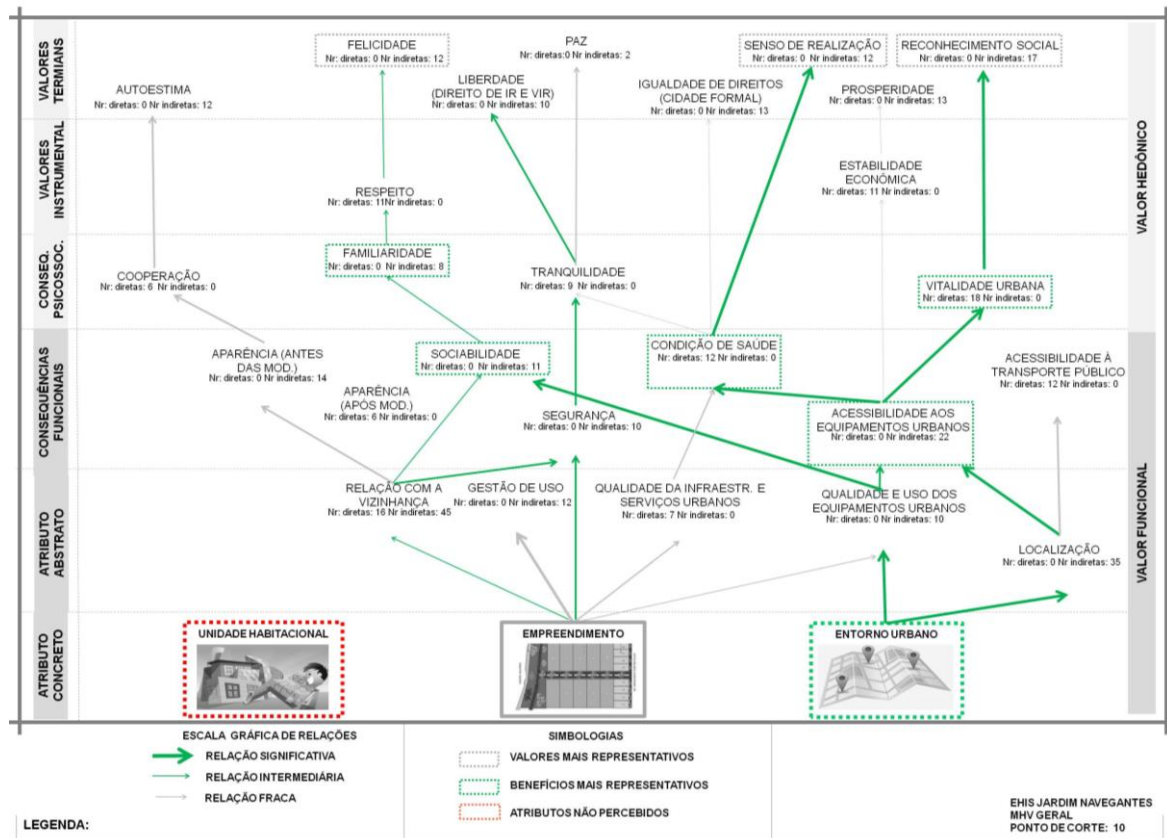 VALORES TERMIANS
FELICIDADE
Nr: diretas: 0 Nr indiretas: 12
PAZ
Nr: diretas:0 Nr indiretas: 2
SENSO DE REALIZAÇÃO
Nr: diretas: 0 Nr indiretas: 12
RECONHECIMENTO SOCIAL
Nr: diretas: 0 Nr indiretas: 17
AUTOESTIMA
Nr: diretas: 0 Nr indiretas: 12
LIBERDADE
(DIREITO DE IR E VIR)
Nr: diretas: 0 Nr indiretas: 10
IGUALDADE DE DIREITOS
(CIDADE FORMAL)
Nr: diretas: 0 Nr indiretas: 13
PROSPERIDADE
Nr: diretas:0 Nr indiretas: 13
VALORES INSTRUMENTAL
RESPEITO
Nr: diretas: 11Nr indiretas: 0
ESTABILIDADE
ECONÔMICA
Nr: diretas: 11 Nr indiretas: 0
VALOR HEDÔNICO
CONSEQ. PSICOSSOC.
COOPERAÇÃO
Nr: diretas: 6 Nr indiretas: 0
FAMILIARIDADE
Nr: diretas: 0 Nr indiretas: 8
TRANQUILIDADE
Nr: diretas: 9 Nr indiretas: 0
VITALIDADE URBANA
Nr: diretas: 18 Nr indiretas: 0
CONSEQUÊNCIAS FUNCIONAIS
APARÊNCIA (ANTES
DAS MOD.)
Nr: diretas: 0 Nr indiretas: 14
SOCIABILIDADE
Nr: diretas: 0 Nr indiretas: 11
CONDIÇÃO DE SAÚDE
Nr: diretas: 12 Nr indiretas: 0
ACESSIBILIDADE À
TRANSPORTE PÚBLICO
Nr: diretas: 12 Nr indiretas: 0
APARÊNCIA
(APÓS MOD.)
Nr: diretas: 6 Nr indiretas: 0
SEGURANÇA
Nr: diretas: 0 Nr indiretas: 10
ACESSIBILIDADE AOS
EQUIPAMENTOS URBANOS
Nr: diretas: 0 Nr indiretas: 22
ATRIBUTO ABSTRATO
RELAÇÃO COM A
VIZINHANÇA
Nr: diretas: 16 Nr indiretas: 45
GESTÃO DE USO
Nr: diretas: 0 Nr indiretas: 12
QUALIDADE DA INFRAESTR. E
SERVIÇOS URBANOS
Nr: diretas: 7 Nr indiretas: 0
QUALIDADE E USO DOS
EQUIPAMENTOS URBANOS
Nr: diretas: 0 Nr indiretas: 10
LOCALIZAÇÃO
Nr: diretas: 0 Nr indiretas: 35
VALOR FUNCIONAL
ATRIBUTO CONCRETO
UNIDADE HABITACIONAL
EMPREENDIMENTO
ENTORNO URBANO
ESCALA GRÁFICA DE RELAÇÕES
RELAÇÃO SIGNIFICATIVA
RELAÇÃO INTERMEDIÁRIA
RELAÇÃO FRACA
LEGENDA:
SIMBOLOGIAS
VALORES MAIS REPRESENTATIVOS
BENEFÍCIOS MAIS REPRESENTATIVOS
ATRIBUTOS NÃO PERCEBIDOS
EHIS JARDIM NAVEGANTES
MHV GERAL
PONTO DE CORTE: 10